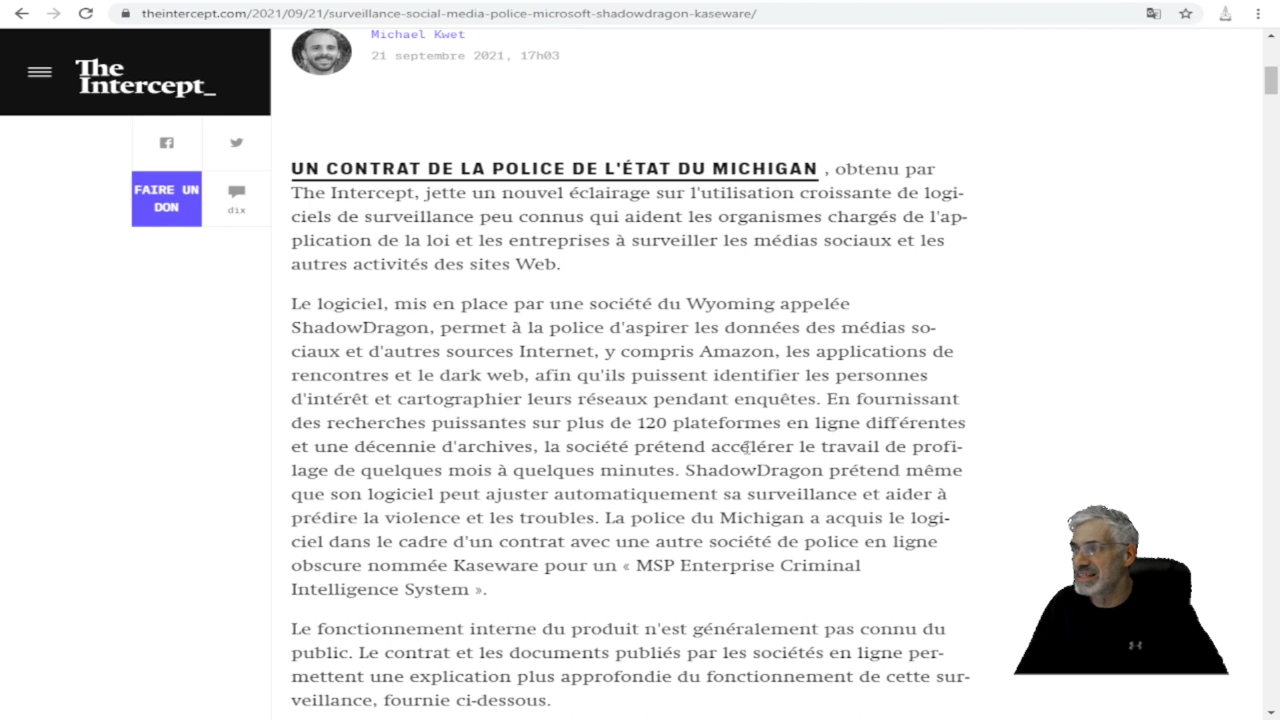 theintercept.com/2021/09/21/surveillance-social-media-police-microsoft-shadowdragon-kaseware/
The
Intercept_
FAIRE UN
DON
dix
Michael Kwet
21 septembre 2021, 17h03
UN CONTRAT DE LA POLICE DE L'ÉTAT DU MICHIGAN , obtenu par
The Intercept, jette un nouvel éclairage sur l'utilisation croissante de logi-
ciels de surveillance peu connus qui aident les organismes chargés de l'ap-
plication de la loi et les entreprises à surveiller les médias sociaux et les
autres activités des sites Web.
Le logiciel, mis en place par une société du Wyoming appelée
ShadowDragon, permet à la police d'aspirer les données des médias so-
ciaux et d'autres sources Internet, y compris Amazon, les applications de
rencontres et le dark web, afin qu'ils puissent identifier les personnes
d'intérêt et cartographier leurs réseaux pendant enquêtes. En fournissant
des recherches puissantes sur plus de 120 plateformes en ligne différentes
et une décennie d'archives, la société prétend accélérer le travail de profi-
lage de quelques mois à quelques minutes. ShadowDragon prétend même
que son logiciel peut ajuster automatiquement sa surveillance et aider à
prédire la violence et les troubles. La police du Michigan a acquis le logi-
ciel dans le cadre d'un contrat avec une autre société de police en ligne
obscure nommée Kaseware pour un « MSP Enterprise Criminal
Intelligence System ».
Le fonctionnement interne du produit n'est généralement pas connu du
public. Le contrat et les documents publiés par les sociétés en ligne per-
mettent une explication plus approfondie du fonctionnement de cette sur-
veillance, fournie ci-dessous.